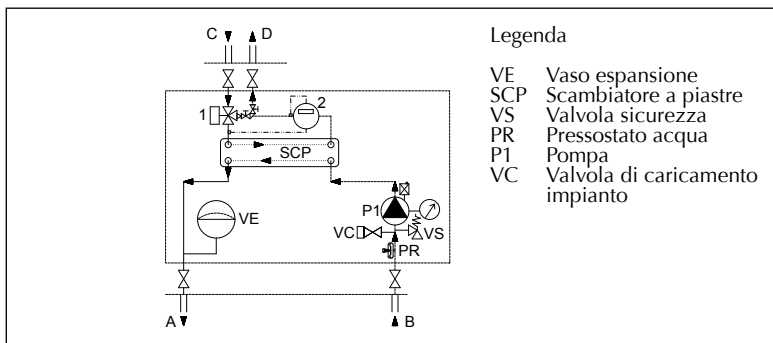 C D
1
2
SCP
VE
P1
VC
VS
PR
A
B
Legenda
VE Vaso espansione
SCP Scambiatore a piastre
VS Valvola sicurezza
PR Pressostato acqua
P1 Pompa
VC Valvola di caricamento
impianto